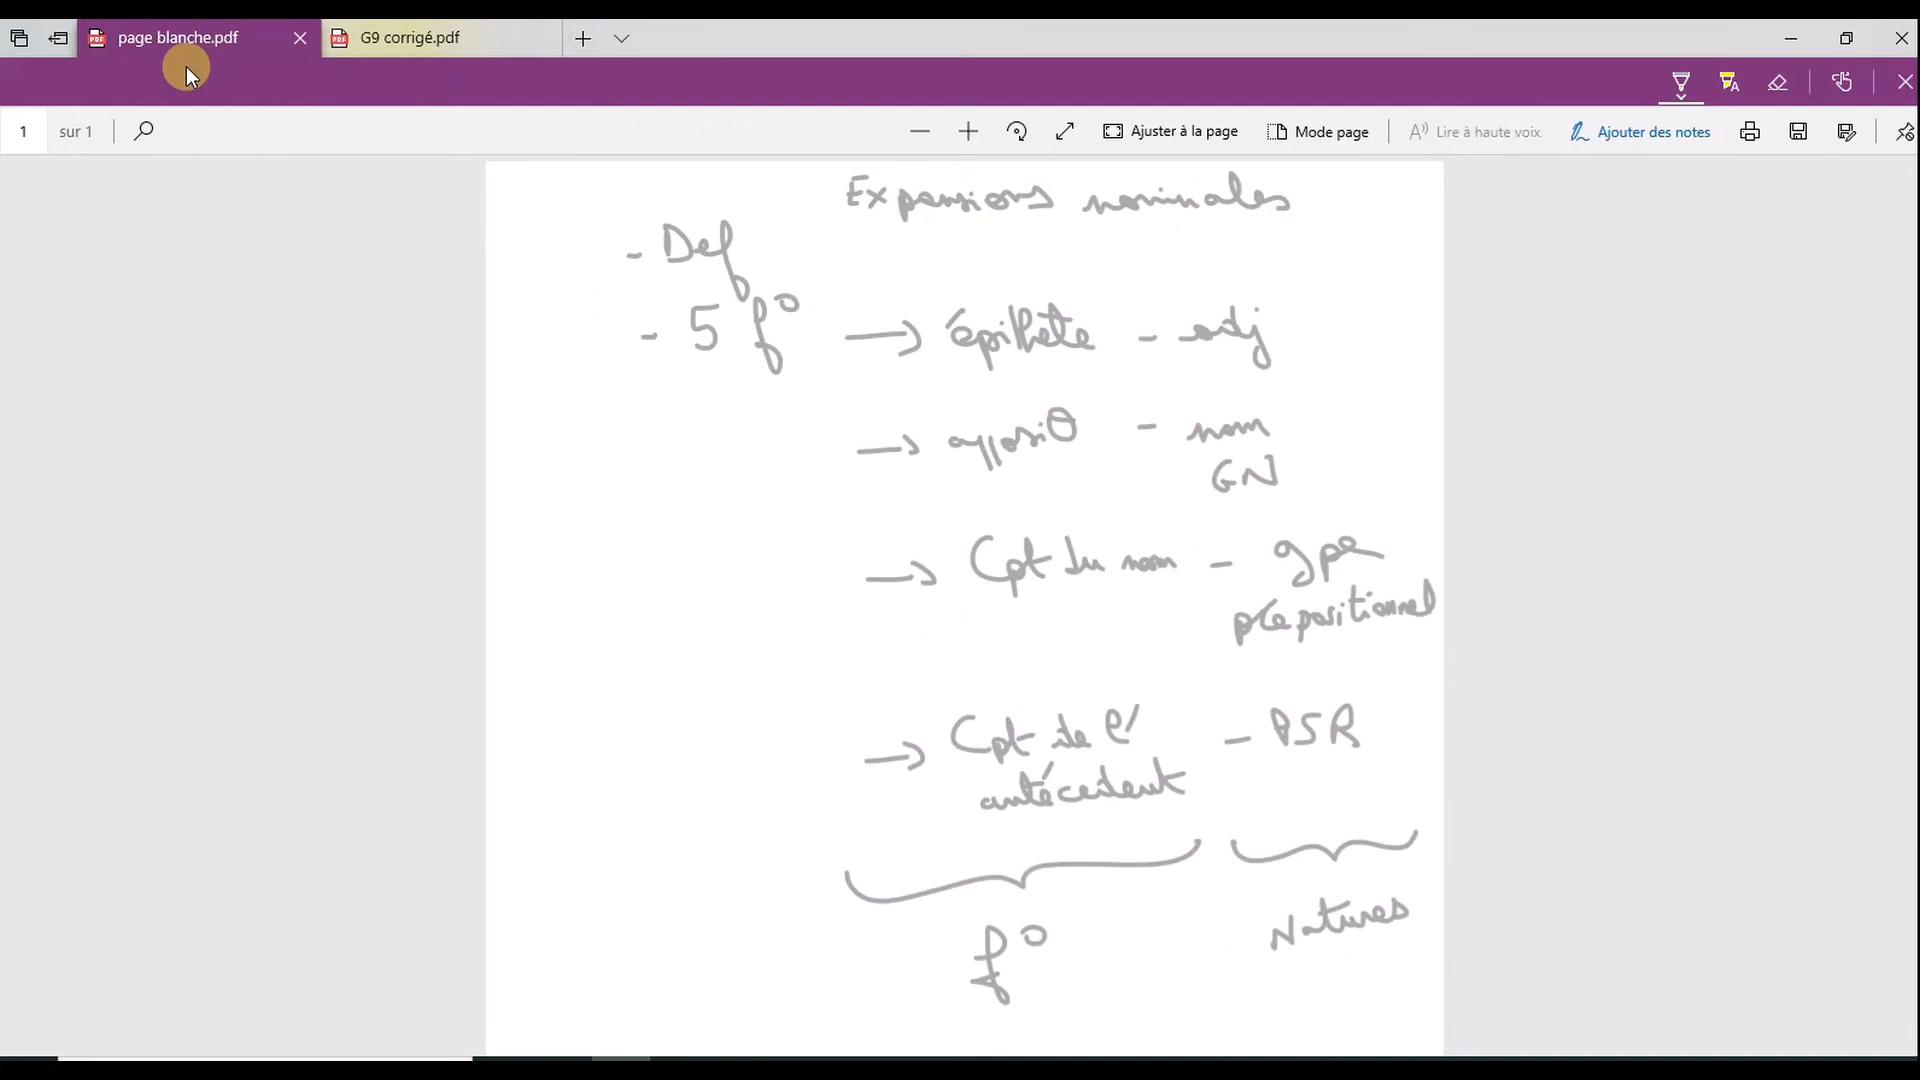 page blanche.pdf
G9 corrigé.pdf
1 sur 1
Ajuster à la page
Mode page
Lire à haute voix
Ajouter des notes
Expansions nominales
- Def
- 5 f° → épithète - adj
→ appositθ - nom
GN
→ Cpt du nom - gpe
prépositionnel
→ Cpt de l'
antécédent
- PSR
f°
Natures